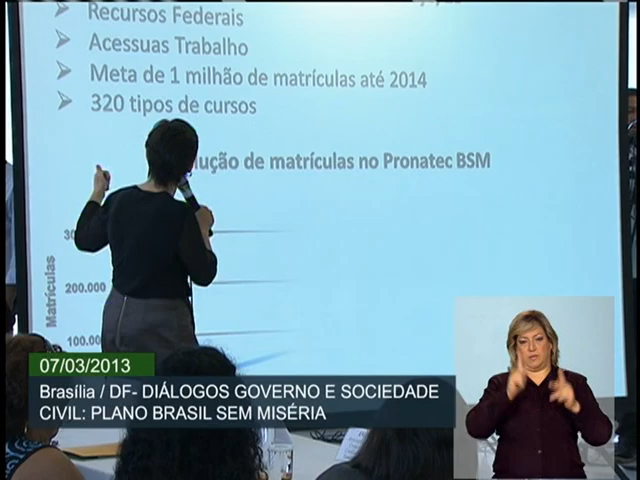 Recursos Federais
Acessuas Trabalho
Meta de 1 milhão de matrículas até 2014
320 tipos de cursos
de matrículas no Pronatec BSM
Matrículas
200.000
100.000
07/03/2013
Brasília / DF- DIÁLOGOS GOVERNO E SOCIEDADE
CIVIL: PLANO BRASIL SEM MISÉRIA